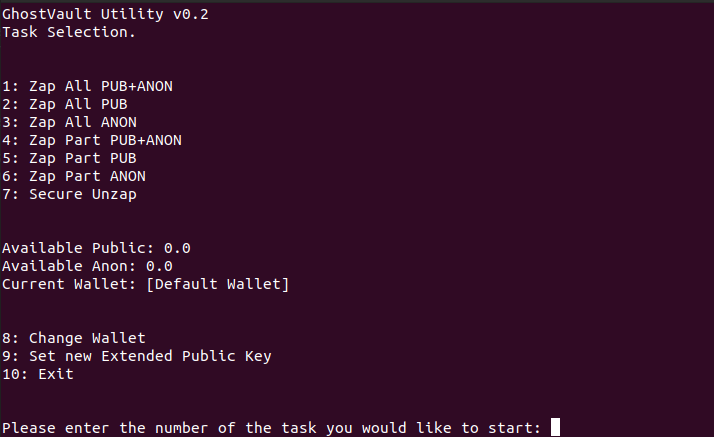 GhostVault Utility v0.2
Task Selection.
1: Zap All PUB+ANON
2: Zap All PUB
3: Zap All ANON
4: Zap Part PUB+ANON
5: Zap Part PUB
6: Zap Part ANON
7: Secure Unzap
Available Public: 0.0
Available Anon: 0.0
Current Wallet: [Default Wallet]
8: Change Wallet
9: Set new Extended Public Key
10: Exit
Please enter the number of the task you would like to start: